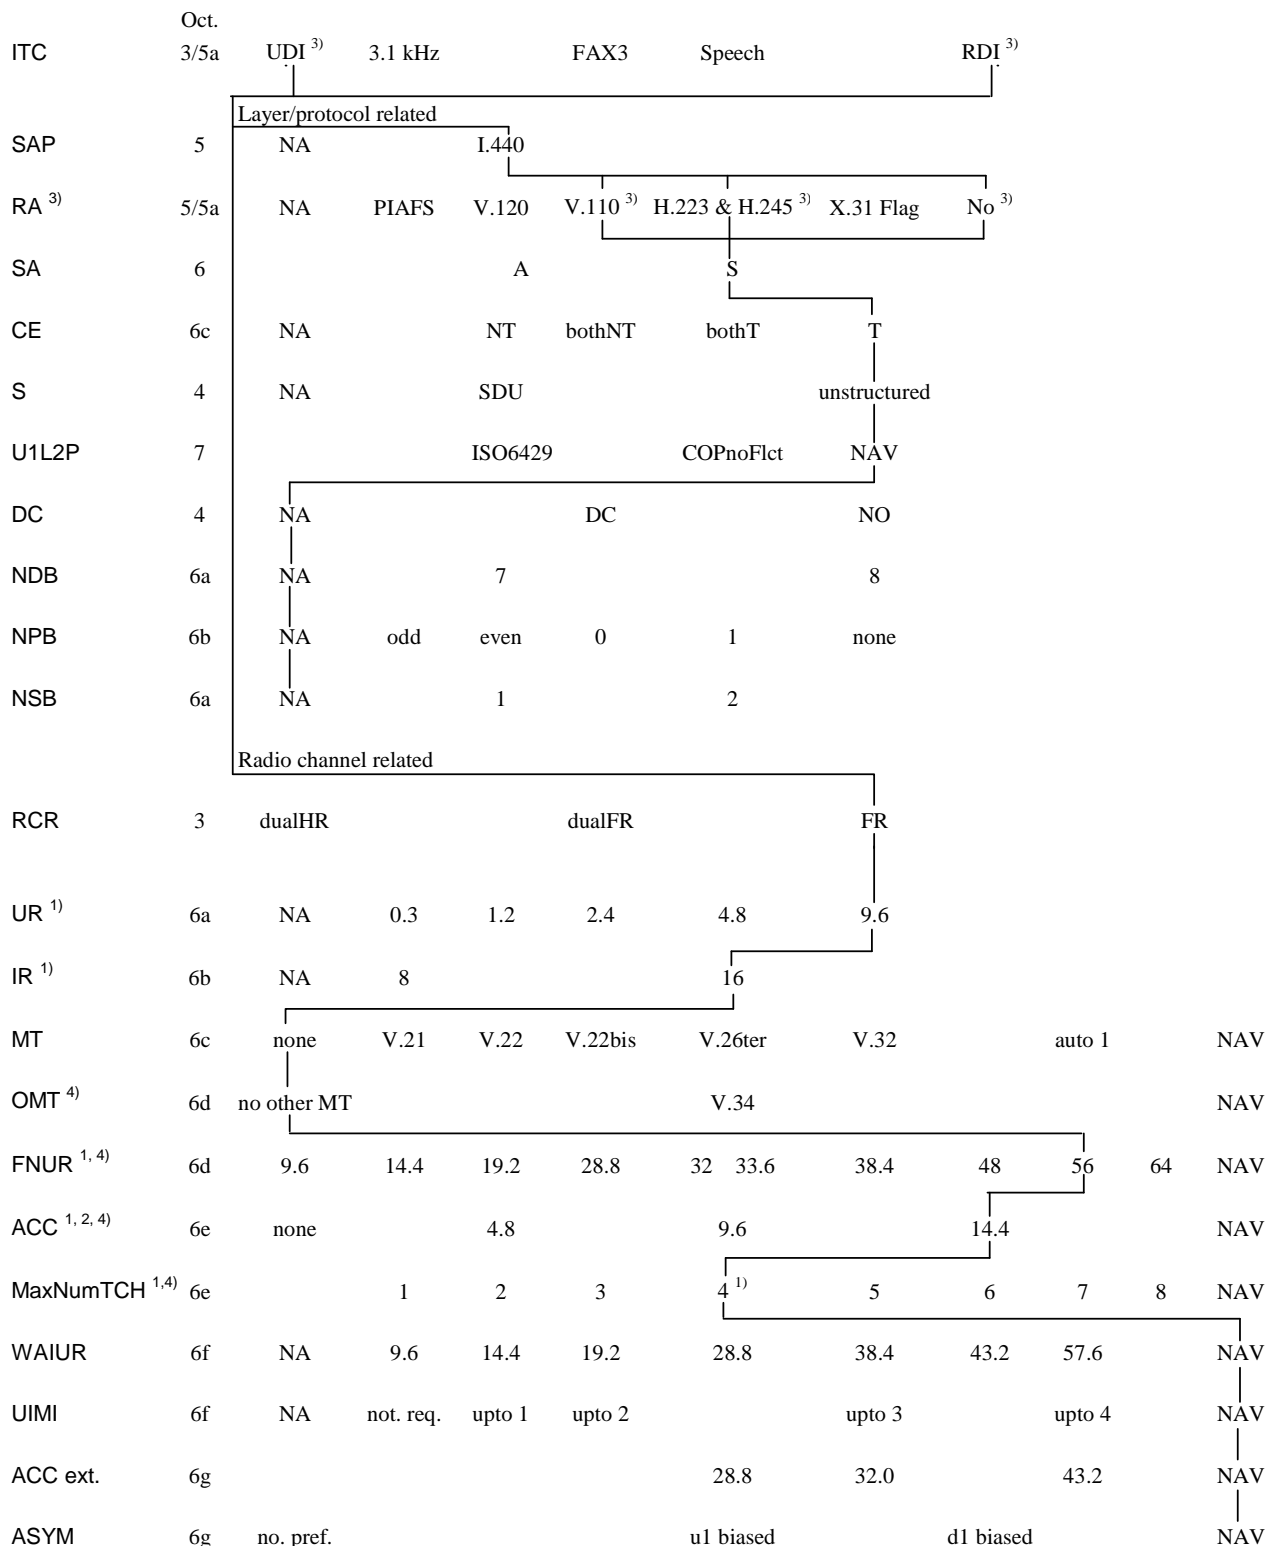 Oct.
ITC 3/5a UDI 3) 3.1 kHz FAX3 Speech RDI 3)
Layer/protocol related
SAP 5 NA I.440
RA 3) 5/5a NA PIAFS V.120 V.110 3) H.223 & H.245 3) X.31 Flag No 3)
SA 6 A S
CE 6c NA NT bothNT bothT T
S 4 NA SDU unstructured
U1L2P 7 ISO6429 COPnoFlct NAV
DC 4 NA DC NO
NDB 6a NA 7 8
NPB 6b NA odd even 0 1 none
NSB 6a NA 1 2
Radio channel related
RCR 3 dualHR dualFR FR
UR 1) 6a NA 0.3 1.2 2.4 4.8 9.6
IR 1) 6b NA 8 16
MT 6c none V.21 V.22 V.22bis V.26ter V.32 auto 1 NAV
OMT 4) 6d no other MT V.34 NAV
FNUR 1, 4) 6d 9.6 14.4 19.2 28.8 32 33.6 38.4 48 56 64 NAV
ACC 1, 2, 4) 6e none 4.8 9.6 14.4 NAV
MaxNumTCH 1,4) 6e 1 2 3 4 1) 5 6 7 8 NAV
WAIUR 6f NA 9.6 14.4 19.2 28.8 38.4 43.2 57.6 NAV
UIMI 6f NA not. req. upto 1 upto 2 upto 3 upto 4 NAV
ACC ext. 6g 28.8 32.0 43.2 NAV
ASYM 6g no. pref. u1 biased d1 biased NAV